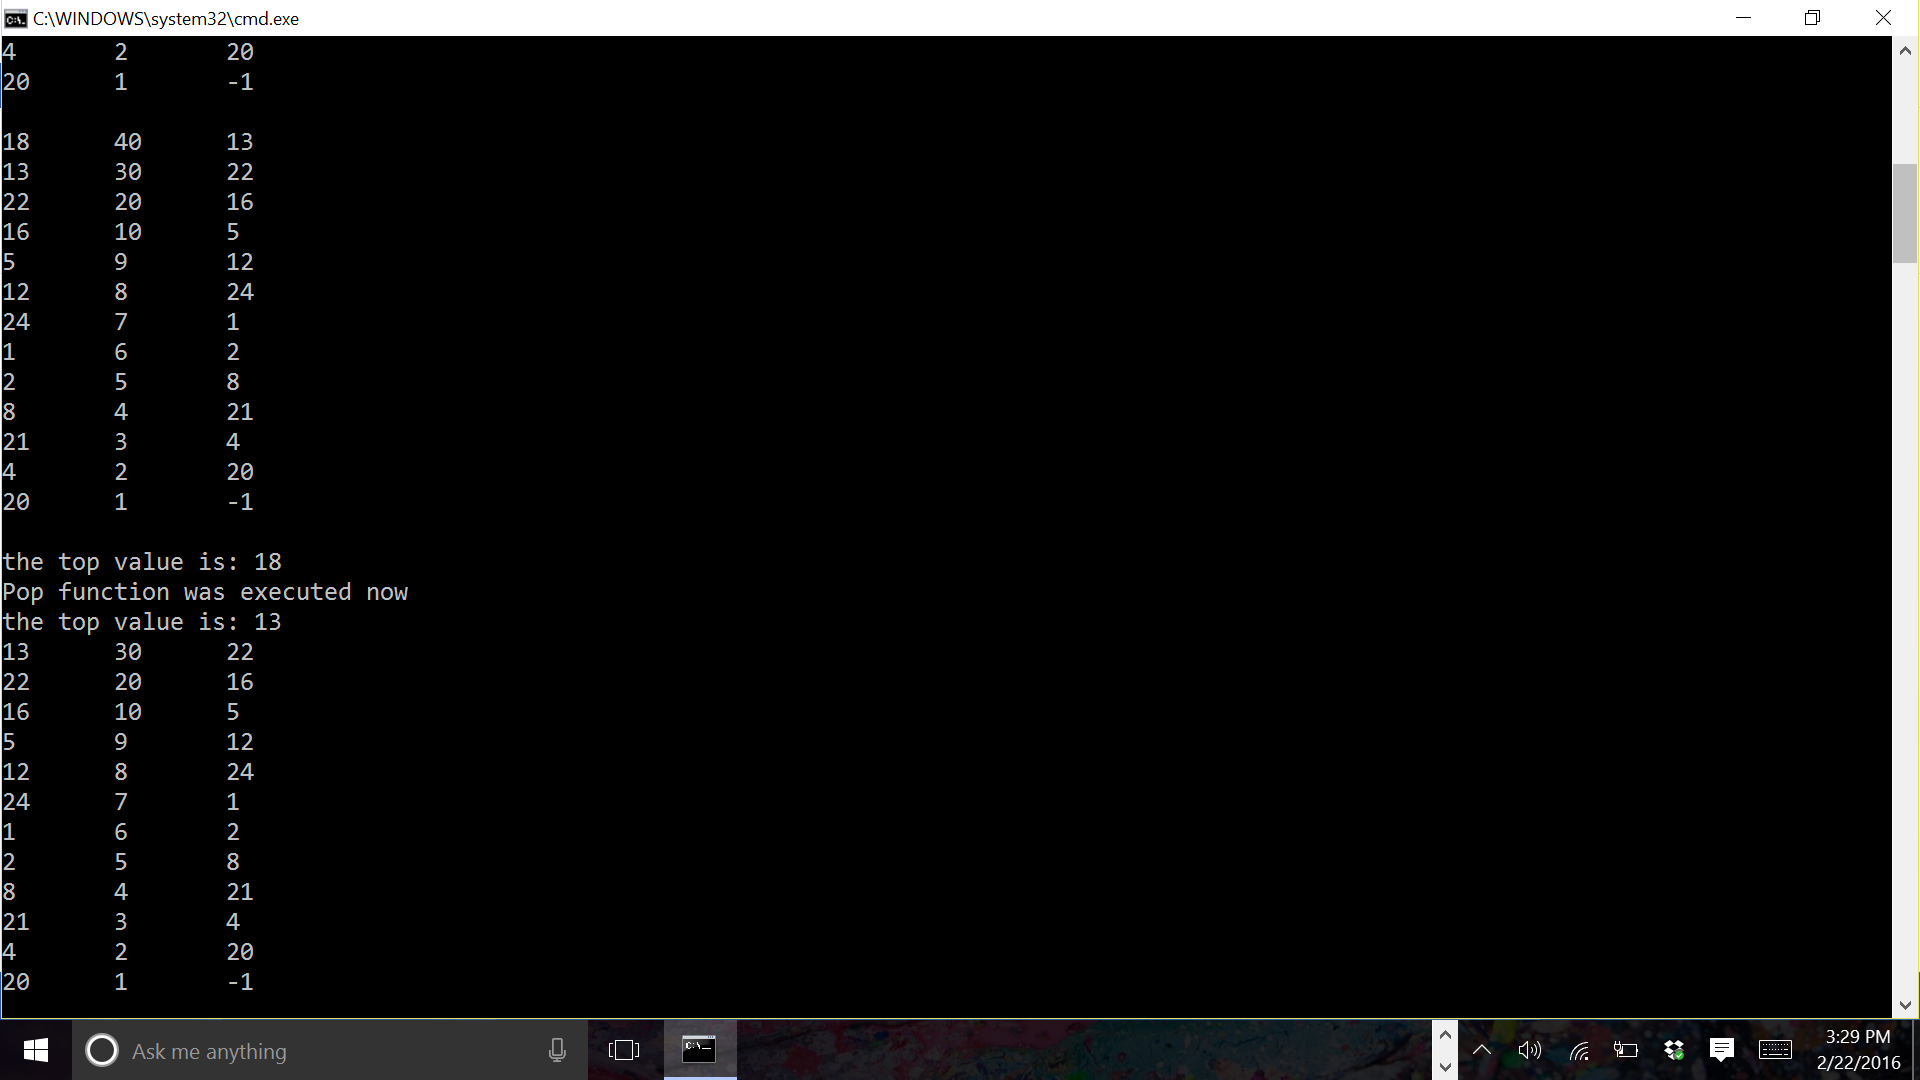 C:\WINDOWS\system32\cmd.exe
4 2 20
20 1 -1
18 40 13
13 30 22
22 20 16
16 10 5
5 9 12
12 8 24
24 7 1
1 6 2
2 5 8
8 4 21
21 3 4
4 2 20
20 1 -1
the top value is: 18
Pop function was executed now
the top value is: 13
13 30 22
22 20 16
16 10 5
5 9 12
12 8 24
24 7 1
1 6 2
2 5 8
8 4 21
21 3 4
4 2 20
20 1 -1
Ask me anything
3:29 PM
2/22/2016